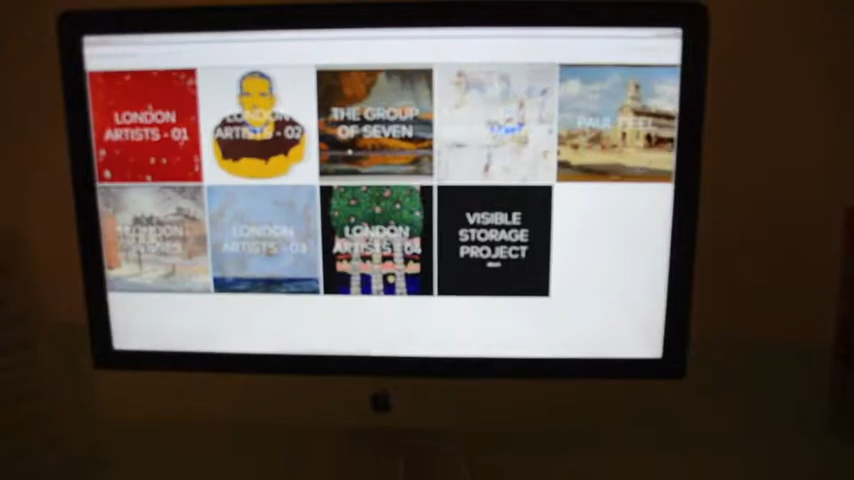 LONDON
ARTISTS - 01
LONDON
ARTISTS - 02
THE GROUP
OF SEVEN
PAUL PEEL
LONDON
LONDON
ARTISTS - 03
LONDON
ARTISTS - 04
VISIBLE
STORAGE
PROJECT